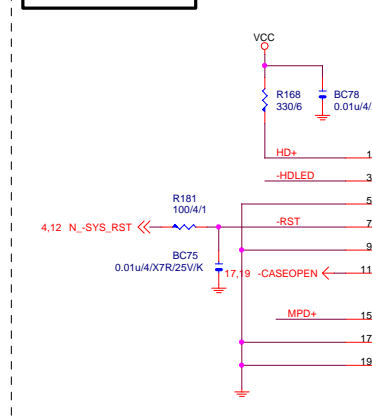 VCC
R168
330/6
BC78
0.01u/4/
HD+
1
-HDLED
3
5
R181
100/4/1
4,12 N_-SYS_RST
-RST
7
9
BC75
0.01u/4/X7R/25V/K
17,19 -CASEOPEN
11
MPD+
15
17
19